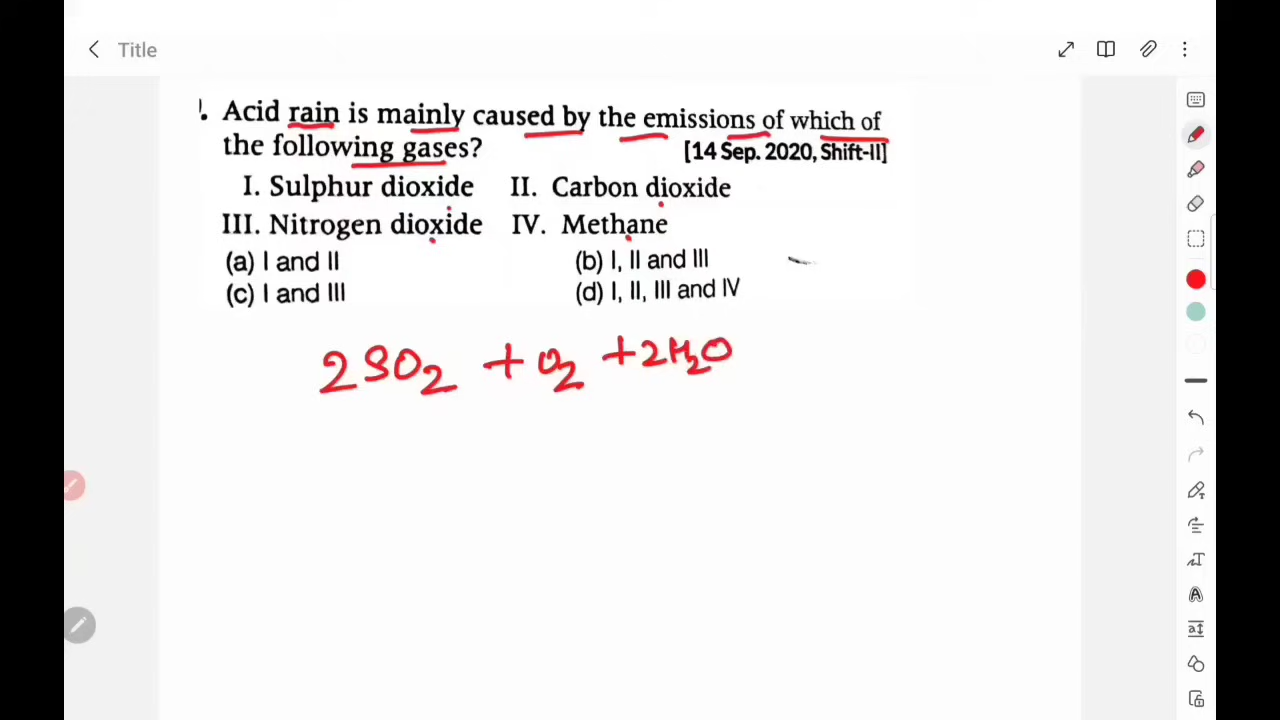 Title
1. Acid rain is mainly caused by the emissions of which of
the following gases? [14 Sep. 2020, Shift-II]
I. Sulphur dioxide II. Carbon dioxide
III. Nitrogen dioxide IV. Methane
(a) I and II (b) I, II and III
(c) I and III (d) I, II, III and IV
2SO₂ + O₂ + 2H₂O